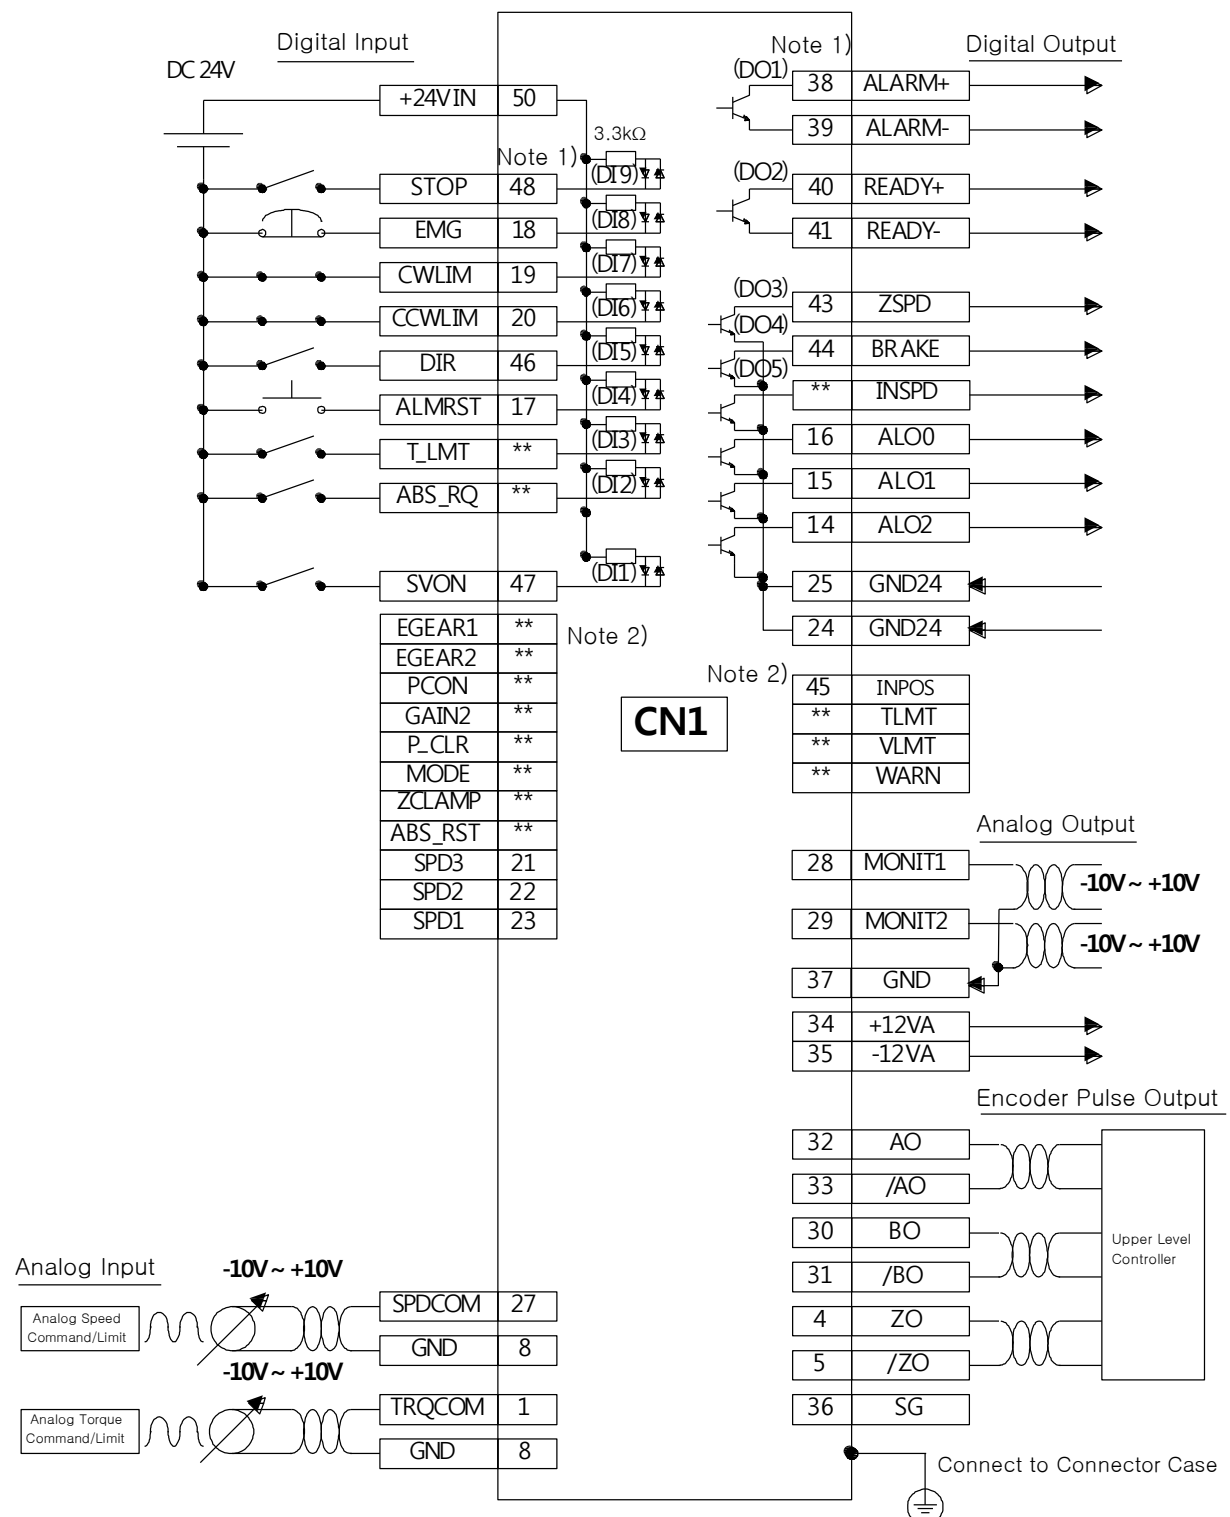 Digital Input
DC 24V
+24VIN 50
3.3kΩ
Note 1)
STOP 48 (DI9)
EMG 18 (DI8)
CWLIM 19 (DI7)
CCWLIM 20 (DI6)
DIR 46 (DI5)
ALMRST 17 (DI4)
T_LMT ** (DI3)
ABS_RQ ** (DI2)
SVON 47 (DI1)
EGEAR1 **
Note 2)
EGEAR2 **
PCON **
GAIN2 **
P_CLR **
MODE **
ZCLAMP **
ABS_RST **
SPD3 21
SPD2 22
SPD1 23
CN1
Analog Input
-10V ~ +10V
Analog Speed
Command/Limit
SPDCOM 27
GND 8
-10V ~ +10V
Analog Torque
Command/Limit
TRQCOM 1
GND 8
Note 1)
Digital Output
(DO1)
38 ALARM+
39 ALARM-
(DO2)
40 READY+
41 READY-
(DO3)
43 ZSPD
(DO4)
44 BRAKE
(DO5)
** INSPD
16 ALO0
15 ALO1
14 ALO2
25 GND24
24 GND24
Note 2)
45 INPOS
** TLMT
** VLMT
** WARN
Analog Output
28 MONIT1
-10V ~ +10V
29 MONIT2
-10V ~ +10V
37 GND
34 +12VA
35 -12VA
Encoder Pulse Output
32 AO
33 /AO
30 BO
31 /BO
4 ZO
5 /ZO
Upper Level
Controller
36 SG
Connect to Connector Case